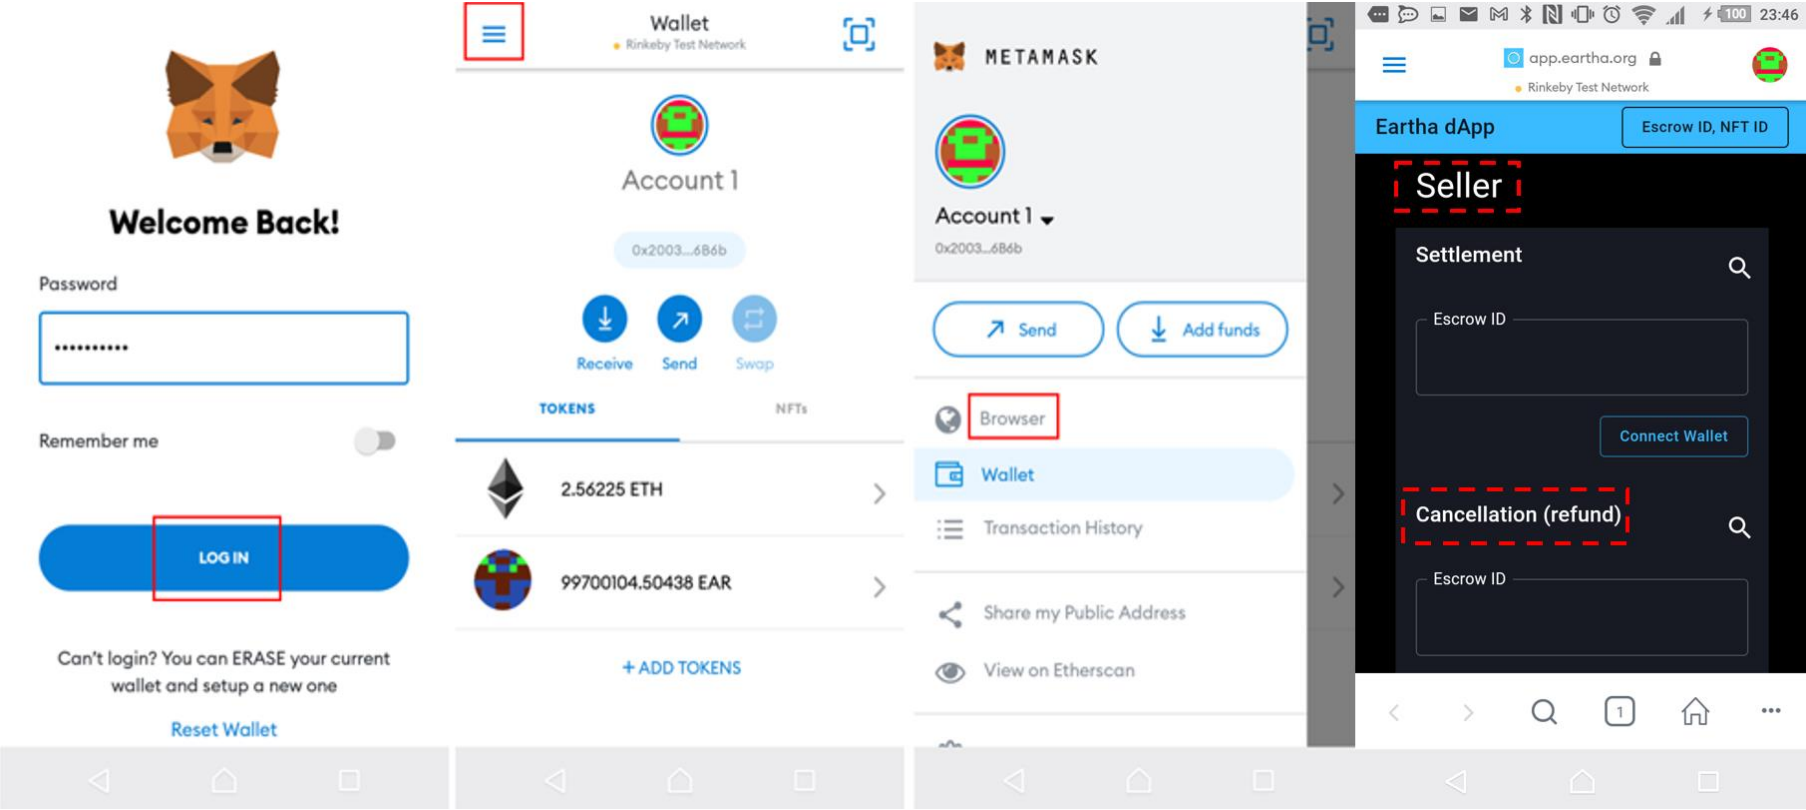 Welcome Back!
Password
••••••••••
Remember me
LOG IN
Can't login? You can ERASE your current
wallet and setup a new one
Reset Wallet
Wallet
Rinkeby Test Network
Account 1
0x2003...6B6b
Receive Send Swap
TOKENS NFTs
2.56225 ETH
99700104.50438 EAR
+ ADD TOKENS
METAMASK
Account 1
0x2003...6B6b
Send Add funds
Browser
Wallet
Transaction History
Share my Public Address
View on Etherscan
100 23:46
app.eartha.org
Rinkeby Test Network
Eartha dApp Escrow ID, NFT ID
Seller
Settlement
Escrow ID
Connect Wallet
Cancellation (refund)
Escrow ID
1